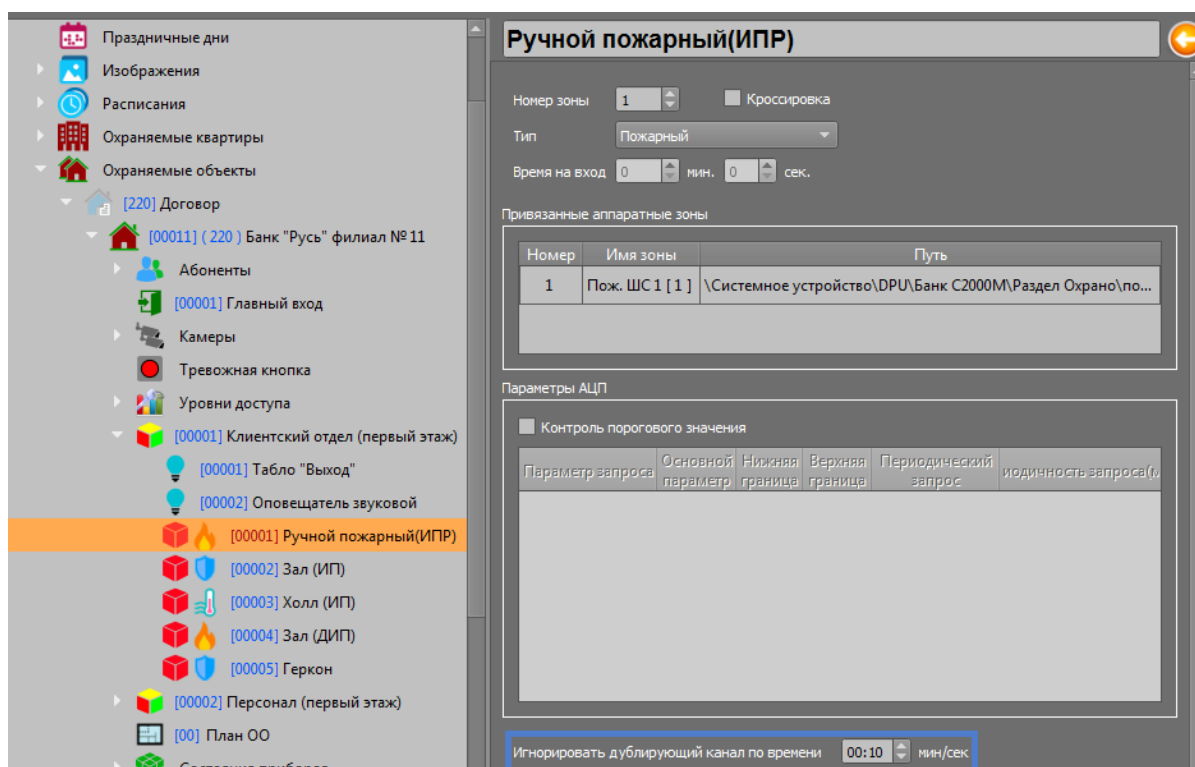 Праздничные дни
Изображения
Расписания
Охраняемые квартиры
Охраняемые объекты
[220] Договор
[00011] ( 220 ) Банк "Русь" филиал № 11
Абоненты
[00001] Главный вход
Камеры
Тревожная кнопка
Уровни доступа
[00001] Клиентский отдел (первый этаж)
[00001] Табло "Выход"
[00002] Оповещатель звуковой
[00001] Ручной пожарный(ИПР)
[00002] Зал (ИП)
[00003] Холл (ИП)
[00004] Зал (ДИП)
[00005] Геркон
[00002] Персонал (первый этаж)
[00] План ОО
Ручной пожарный(ИПР)
Номер зоны 1 Кроссировка
Тип Пожарный
Время на вход 0 мин. 0 сек.
Привязанные аппаратные зоны
Номер Имя зоны Путь
1 Пож. ШС 1 [ 1 ] \Системное устройство\DPU\Банк С2000М\Раздел Охрано\по...
Параметры АЦП
Контроль порогового значения
Параметр запроса Основной параметр Нижняя граница Верхняя граница Периодический запрос иодичность запроса(м
Игнорировать дублирующий канал по времени 00:10 мин/сек